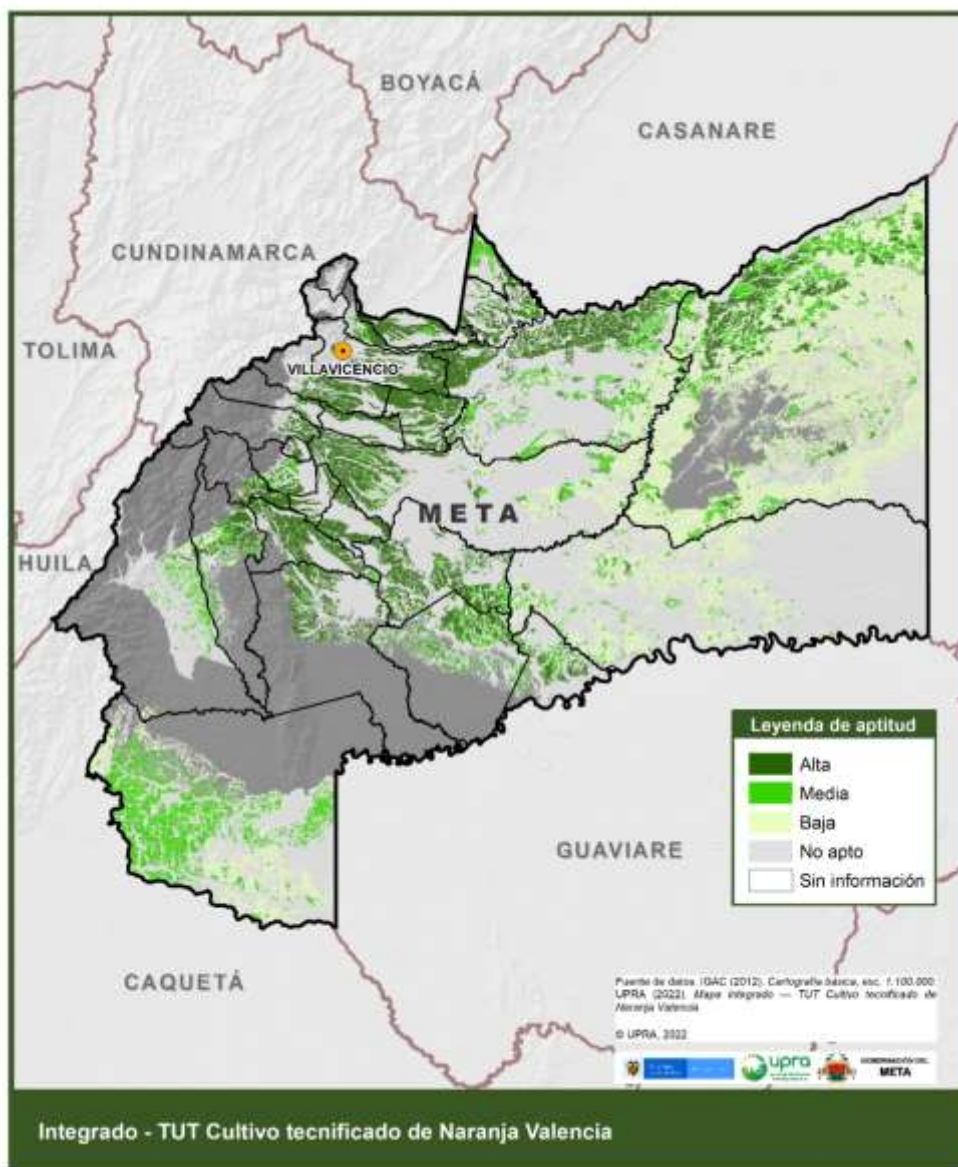 BOYACÁ
CASANARE
CUNDINAMARCA
TOLIMA
VILLAVICENCIO
META
HUILA
Leyenda de aptitud
Alta
Media
Baja
No apto
Sin información
GUAVIARE
CAQUETÁ
Fuente de datos. IGAC (2012). Cartografía básica, esc. 1:100.000.
UPRA (2022). Mapa integrado — TUT Cultivo tecnificado de
Naranja Valencia
© UPRA, 2022
upra
GOBERNACIÓN DEL
META
Integrado - TUT Cultivo tecnificado de Naranja Valencia